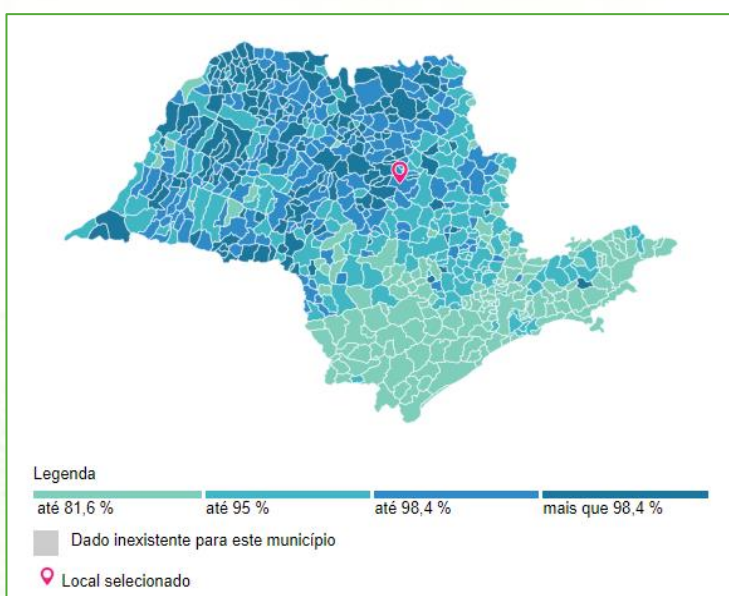 Legenda
até 81,6 % até 95 % até 98,4 % mais que 98,4 %
Dado inexistente para este município
Local selecionado